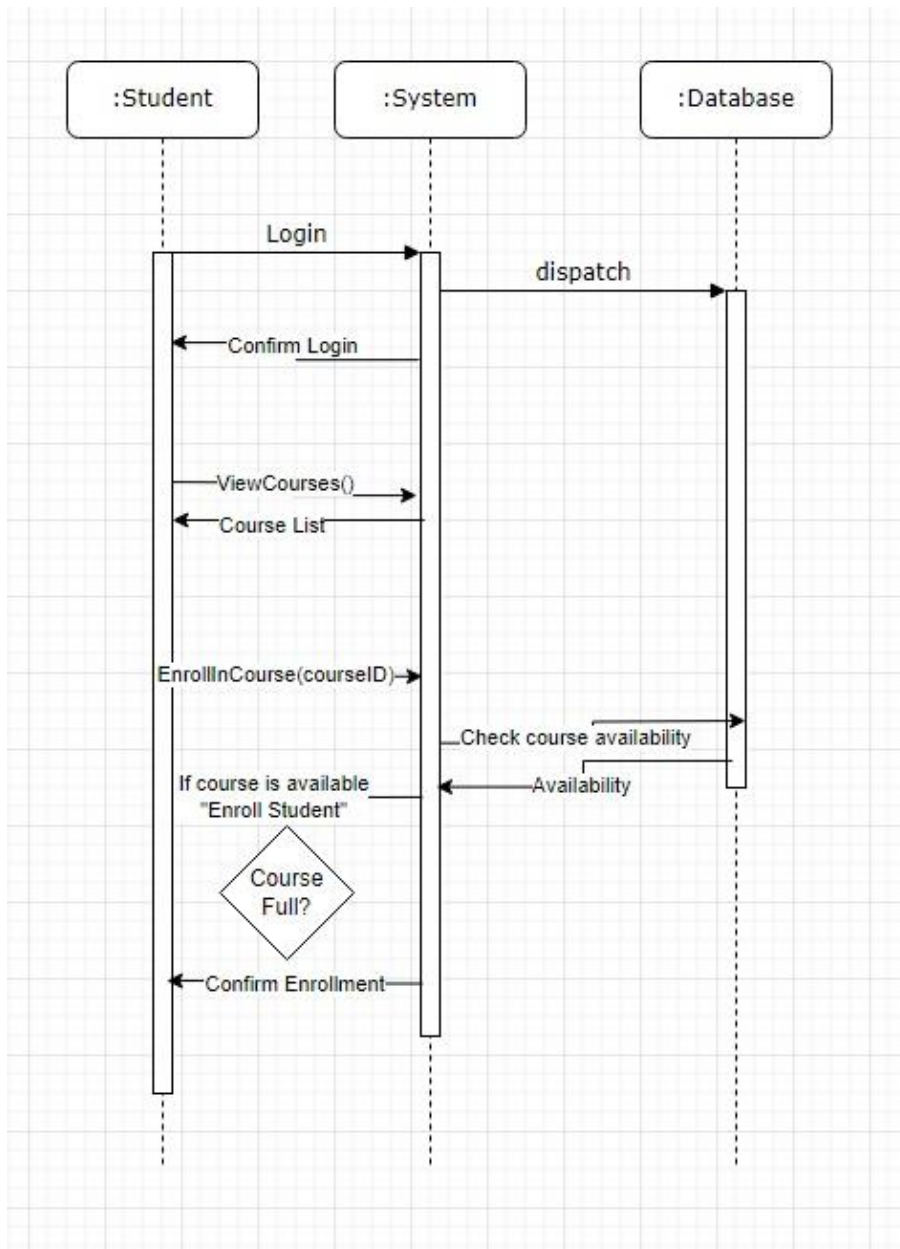 :Student
:System
:Database
Login
dispatch
Confirm Login
ViewCourses()
Course List
EnrollInCourse(courseID)
Check course availability
If course is available
"Enroll Student"
Availability
Course
Full?
Confirm Enrollment